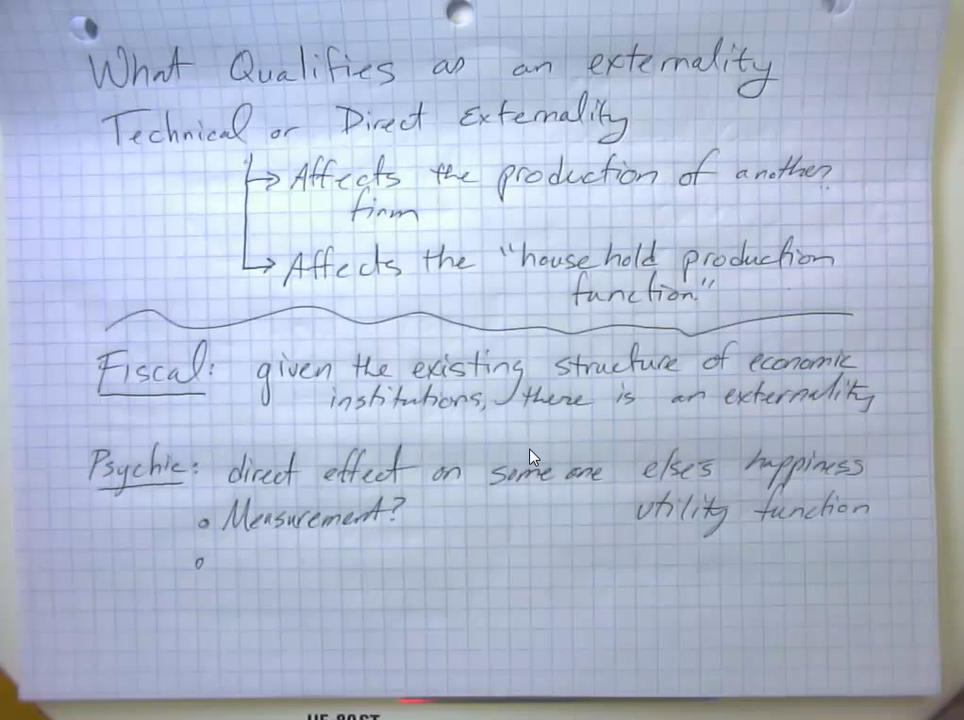 What Qualifies as an externality
Technical or Direct Externality
Affects the production of another
firm
Affects the "household production
function."
Fiscal: given the existing structure of economic
institutions, there is an externality
Psychic: direct effect on some one else's happiness
Measurement? utility function